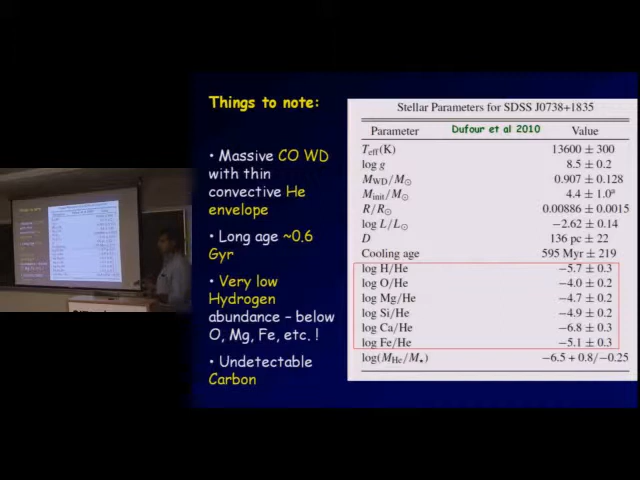 Things to note:
• Massive CO WD
with thin
convective He
envelope
• Long age ~0.6
Gyr
• Very low
Hydrogen
abundance – below
O, Mg, Fe, etc. !
• Undetectable
Carbon
Stellar Parameters for SDSS J0738+1835
Parameter Dufour et al 2010 Value
Teff(K) 13600 ± 300
log g 8.5 ± 0.2
MWD/M⊙ 0.907 ± 0.128
Minit/M⊙ 4.4 ± 1.0ᵃ
R/R⊙ 0.00886 ± 0.0015
log L/L⊙ −2.62 ± 0.14
D 136 pc ± 22
Cooling age 595 Myr ± 219
log H/He −5.7 ± 0.3
log O/He −4.0 ± 0.2
log Mg/He −4.7 ± 0.2
log Si/He −4.9 ± 0.2
log Ca/He −6.8 ± 0.3
log Fe/He −5.1 ± 0.3
log(MHe/M⋆) −6.5 + 0.8/−0.25